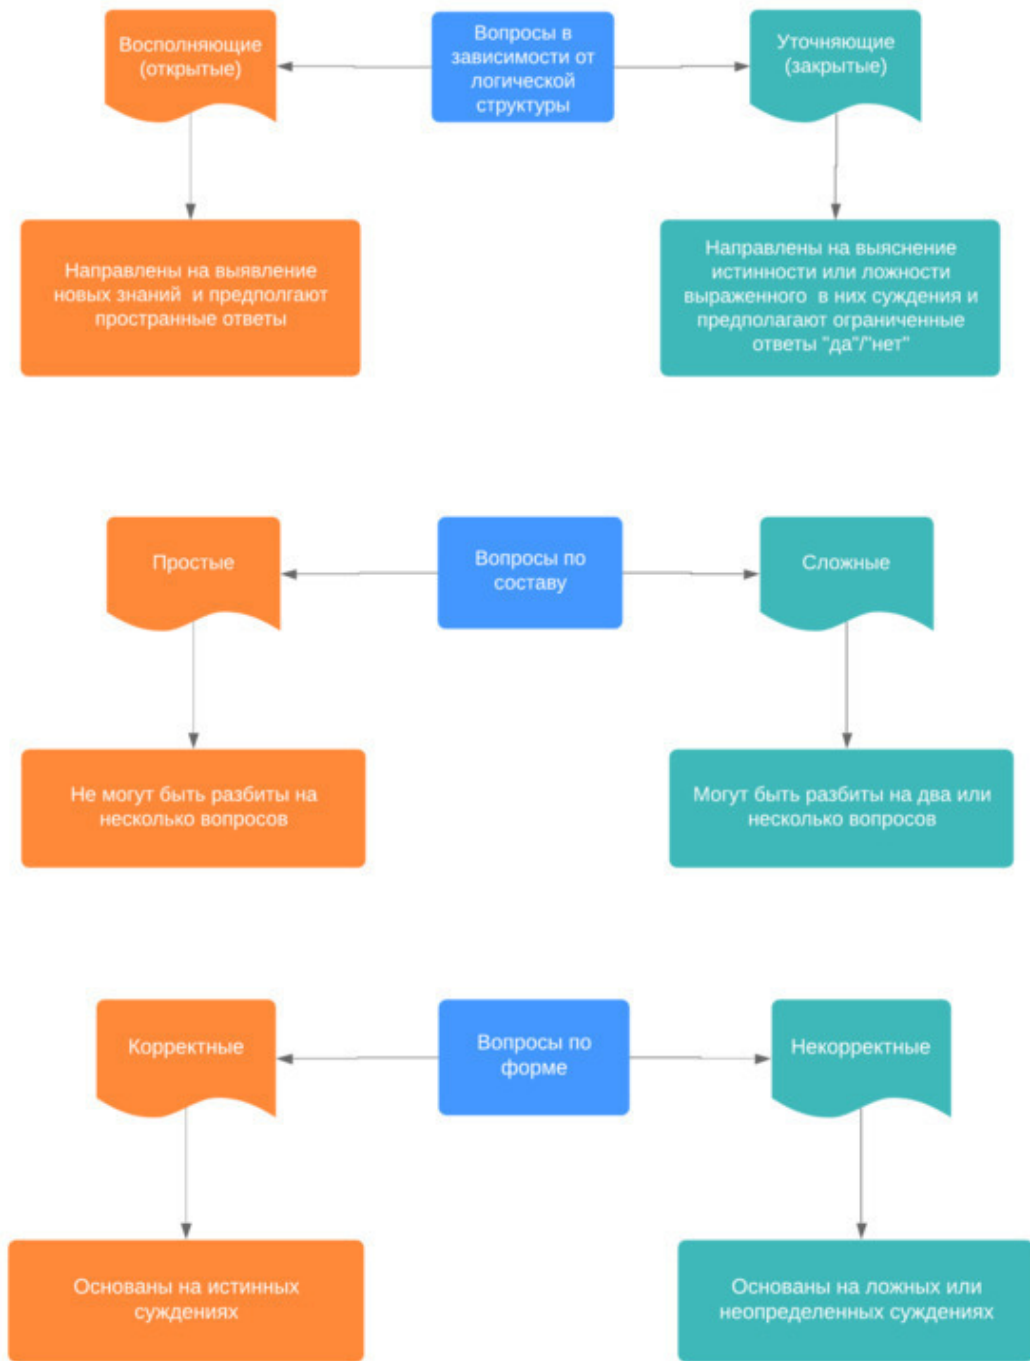 Восполняющие
(открытые)
Вопросы в
зависимости от
логической
структуры
Уточняющие
(закрытые)
Направлены на выявление
новых знаний и предполгают
пространные ответы
Направлены на выяснение
истинности или ложности
выраженного в них суждения и
предполагают ограниченные
ответы "да"/"нет"
Простые
Вопросы по
составу
Сложные
Не могут быть разбиты на
несколько вопросов
Могут быть разбиты на два или
несколько вопросов
Корректные
Вопросы по
форме
Некорректные
Основаны на истинных
суждениях
Основаны на ложных или
неопределенных суждениях